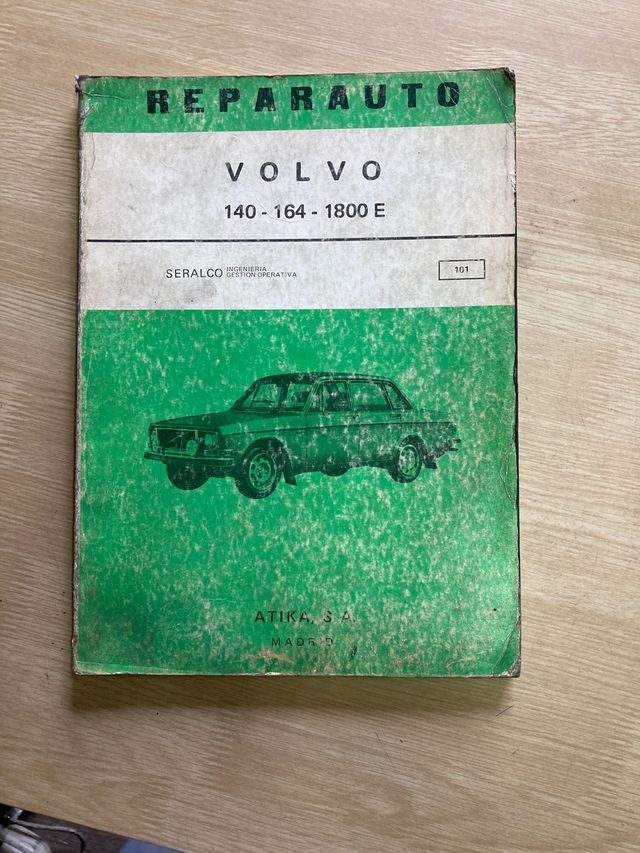 REPARAUTO
VOLVO
140 - 164 - 1800 E
SERALCO INGENIERIA
GESTION OPERATIVA
101
ATIKA, S.A.
MADRID